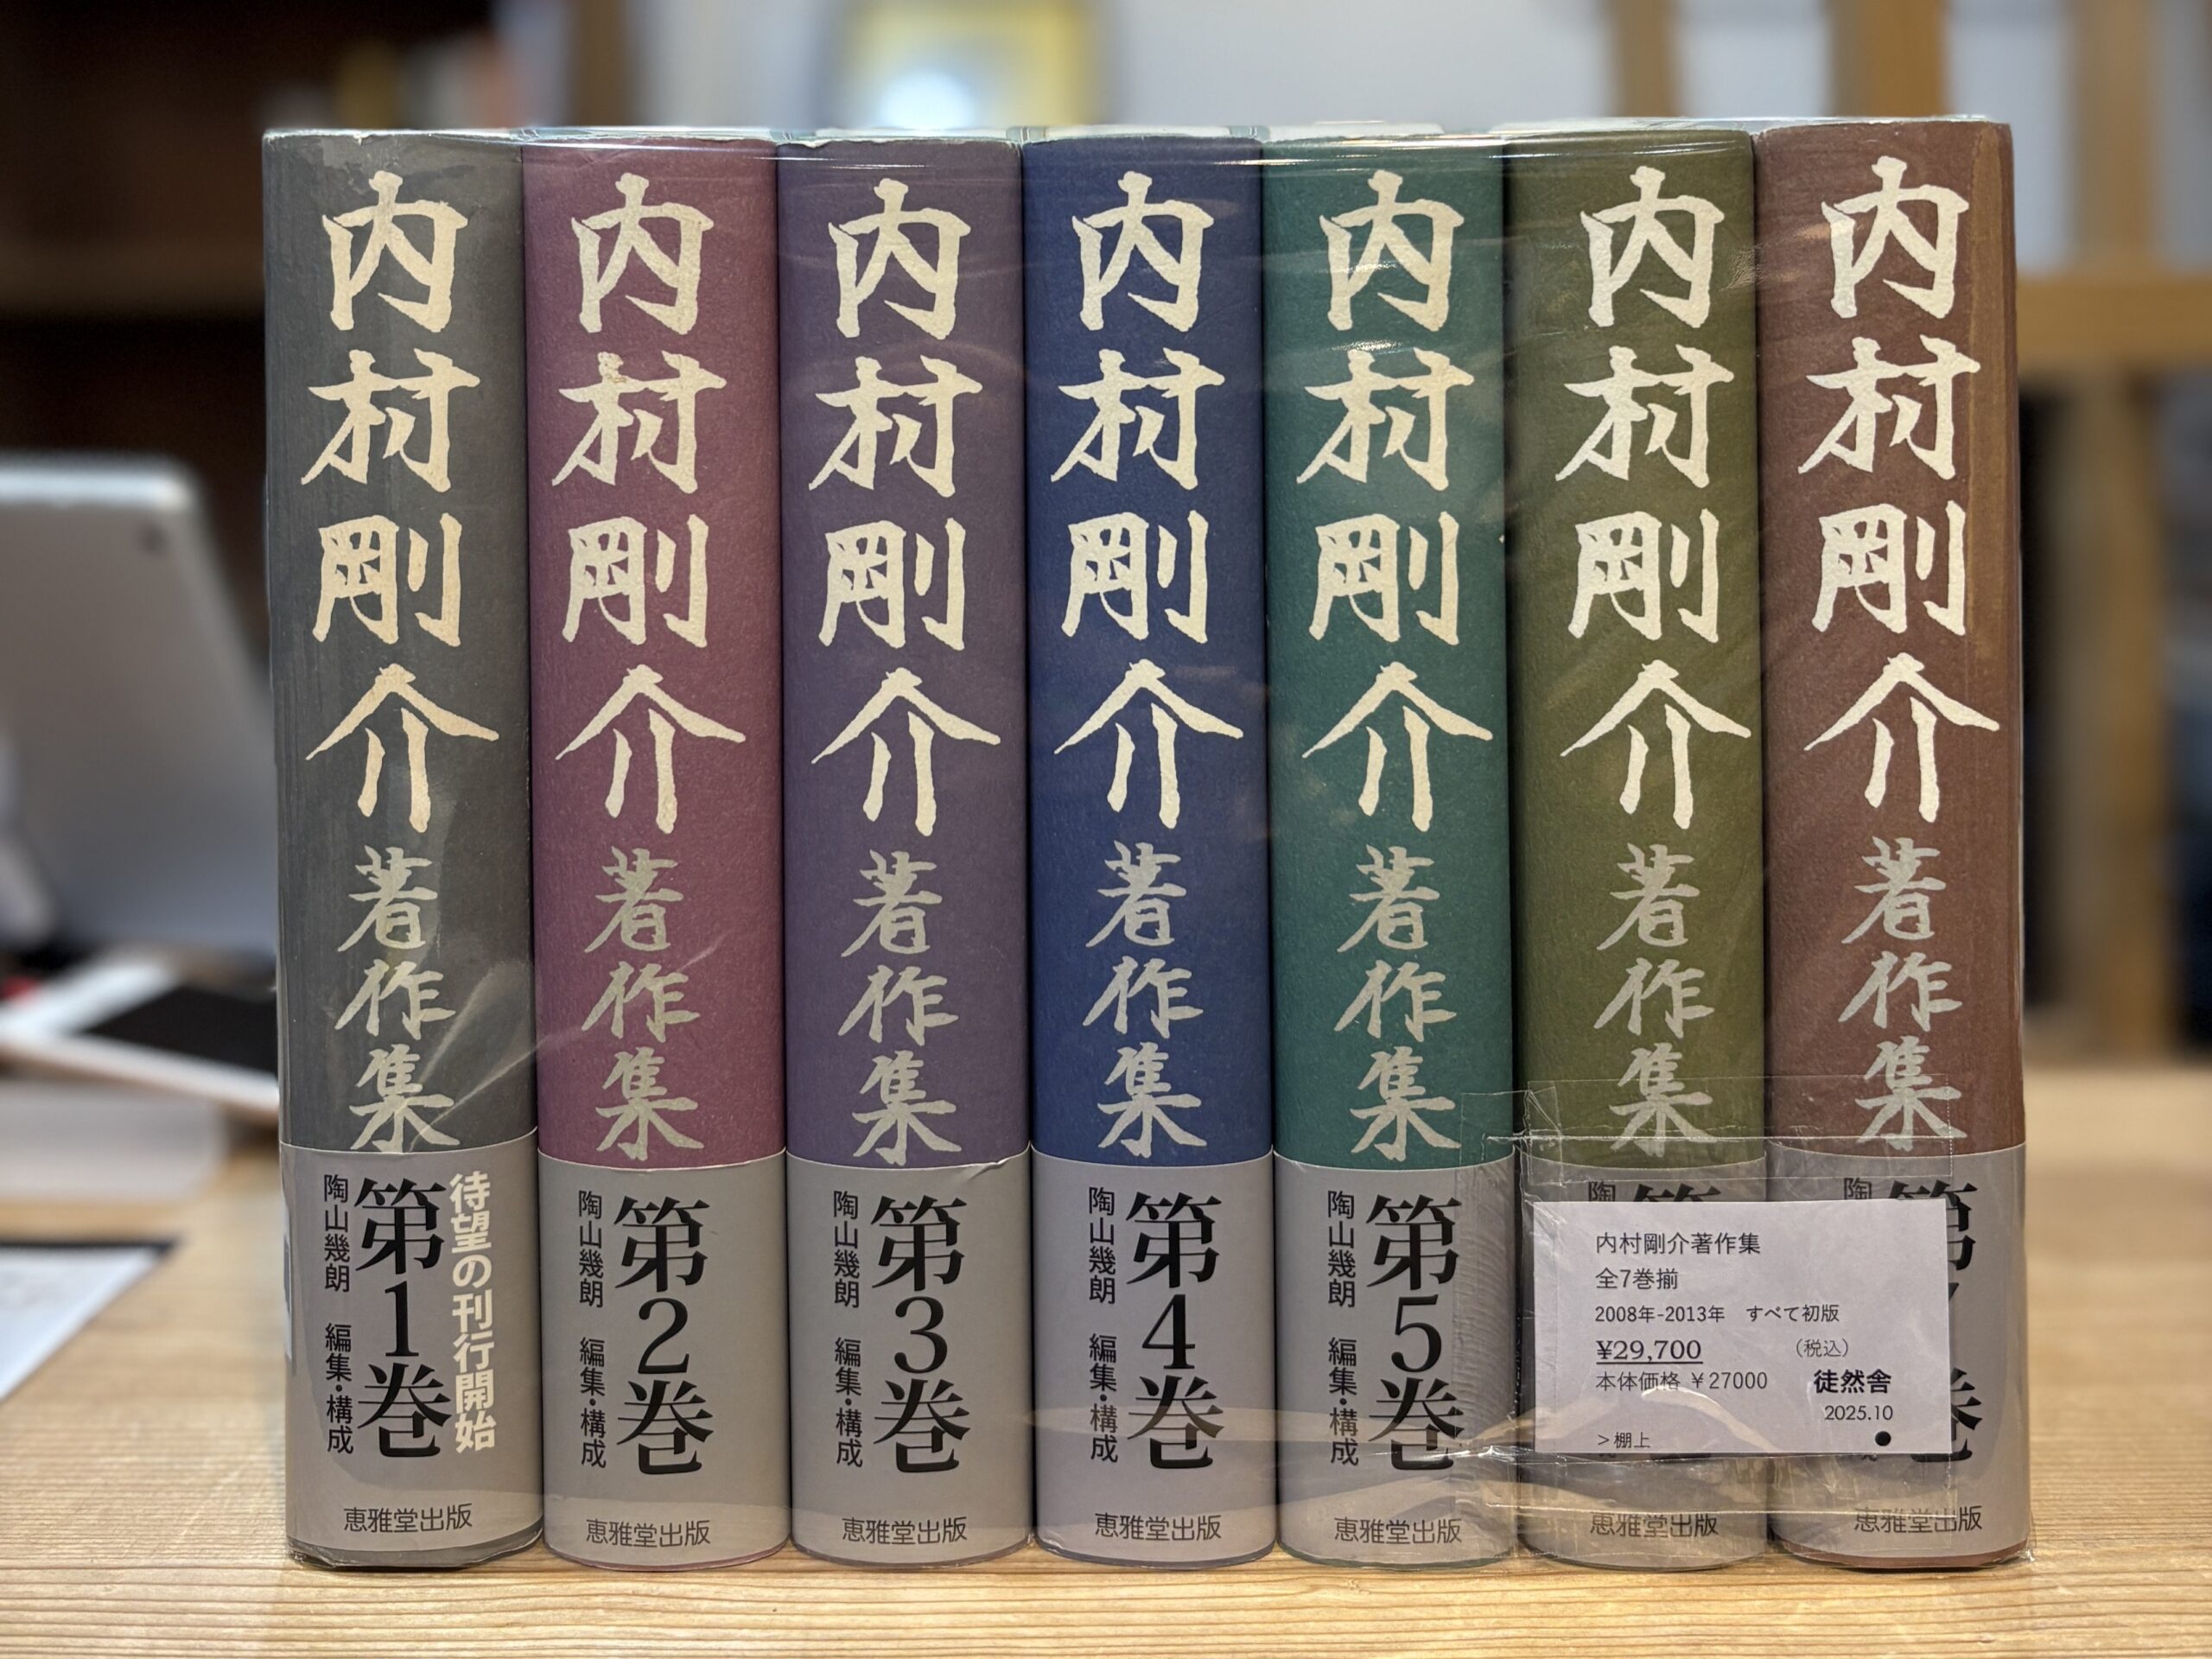 内村剛介著作集
待望の刊行開始
第1巻
陶山幾朗 編集・構成
恵雅堂出版
内村剛介著作集
第2巻
陶山幾朗 編集・構成
恵雅堂出版
内村剛介著作集
第3巻
陶山幾朗 編集・構成
恵雅堂出版
内村剛介著作集
第4巻
陶山幾朗 編集・構成
恵雅堂出版
内村剛介著作集
第5巻
陶山幾朗 編集・構成
恵雅堂出版
内村剛介著作集
第
陶
恵雅堂出版
内村剛介著作集
第7巻
陶
恵雅堂出版
内村剛介著作集
全7巻揃
2008年-2013年 すべて初版
¥29,700 （税込）
本体価格 ¥27000 徒然舎
2025.10
>棚上 ●